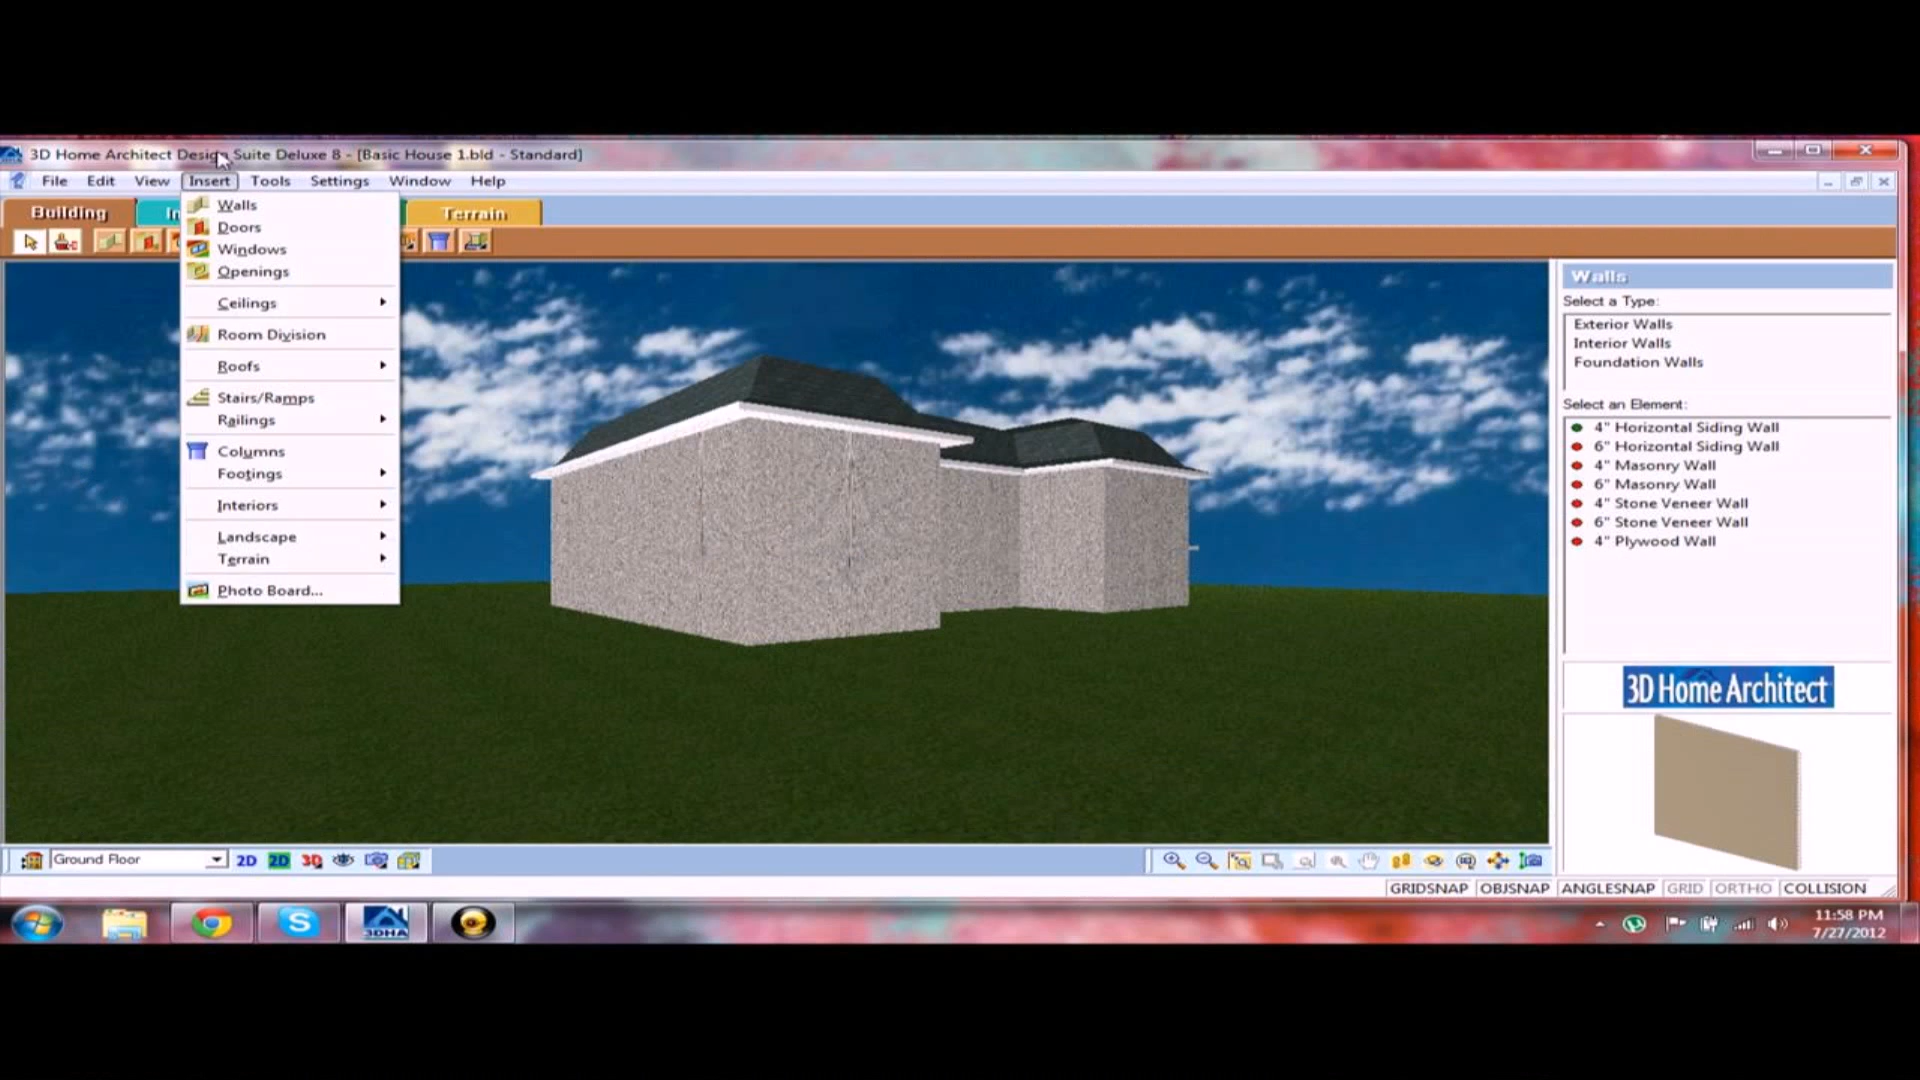 3D Home Architect Design Suite Deluxe 8 - [Basic House 1.bld - Standard]
File Edit View Insert Tools Settings Window Help
Building In Terrain
Walls
Doors
Windows
Openings
Ceilings
Room Division
Roofs
Stairs/Ramps
Railings
Columns
Footings
Interiors
Landscape
Terrain
Photo Board...
Walls
Select a Type:
Exterior Walls
Interior Walls
Foundation Walls
Select an Element:
4" Horizontal Siding Wall
6" Horizontal Siding Wall
4" Masonry Wall
6" Masonry Wall
4" Stone Veneer Wall
6" Stone Veneer Wall
4" Plywood Wall
3D Home Architect
Ground Floor 2D 2D 3D
GRIDSNAP OBJSNAP ANGLESNAP GRID ORTHO COLLISION
3DHA
11:58 PM
7/27/2012